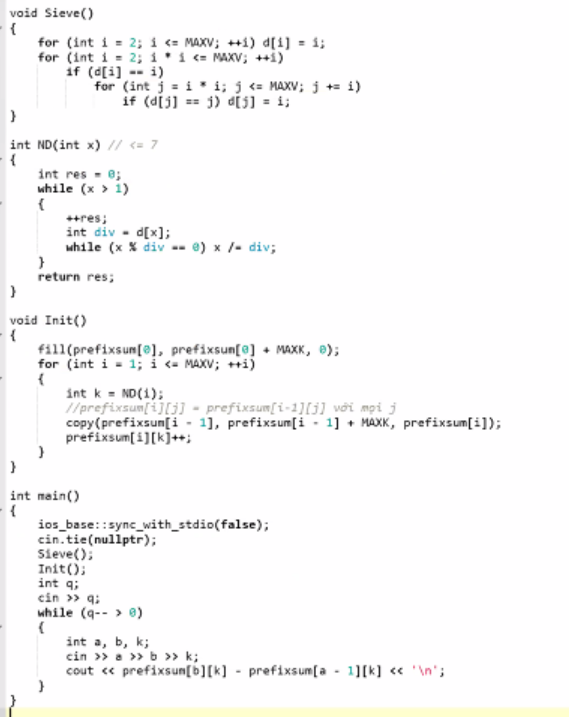 void Sieve()
{
    for (int i = 2; i <= MAXV; ++i) d[i] = i;
    for (int i = 2; i * i <= MAXV; ++i)
        if (d[i] == i)
            for (int j = i * i; j <= MAXV; j += i)
                if (d[j] == j) d[j] = i;
}
int ND(int x) // <= 7
{
    int res = 0;
    while (x > 1)
    {
        ++res;
        int div = d[x];
        while (x % div == 0) x /= div;
    }
    return res;
}
void Init()
{
    fill(prefixsum[0], prefixsum[0] + MAXK, 0);
    for (int i = 1; i <= MAXV; ++i)
    {
        int k = ND(i);
        //prefixsum[i][j] = prefixsum[i-1][j] với mọi j
        copy(prefixsum[i - 1], prefixsum[i - 1] + MAXK, prefixsum[i]);
        prefixsum[i][k]++;
    }
}
int main()
{
    ios_base::sync_with_stdio(false);
    cin.tie(nullptr);
    Sieve();
    Init();
    int q;
    cin >> q;
    while (q-- > 0)
    {
        int a, b, k;
        cin >> a >> b >> k;
        cout << prefixsum[b][k] - prefixsum[a - 1][k] << '\n';
    }
}